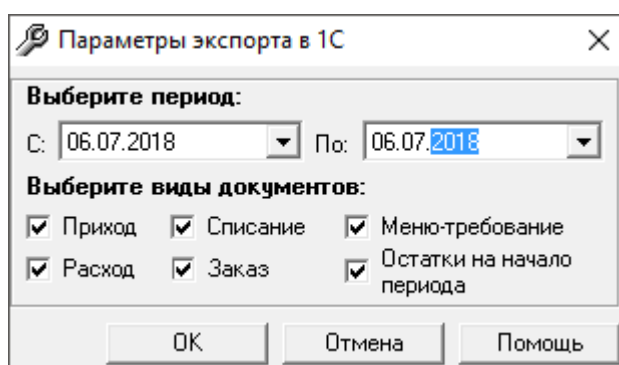 Параметры экспорта в 1С
Выберите период:
С: 06.07.2018 По: 06.07.2018
Выберите виды документов:
Приход Списание Меню-требование
Расход Заказ Остатки на начало
периода
OK Отмена Помощь